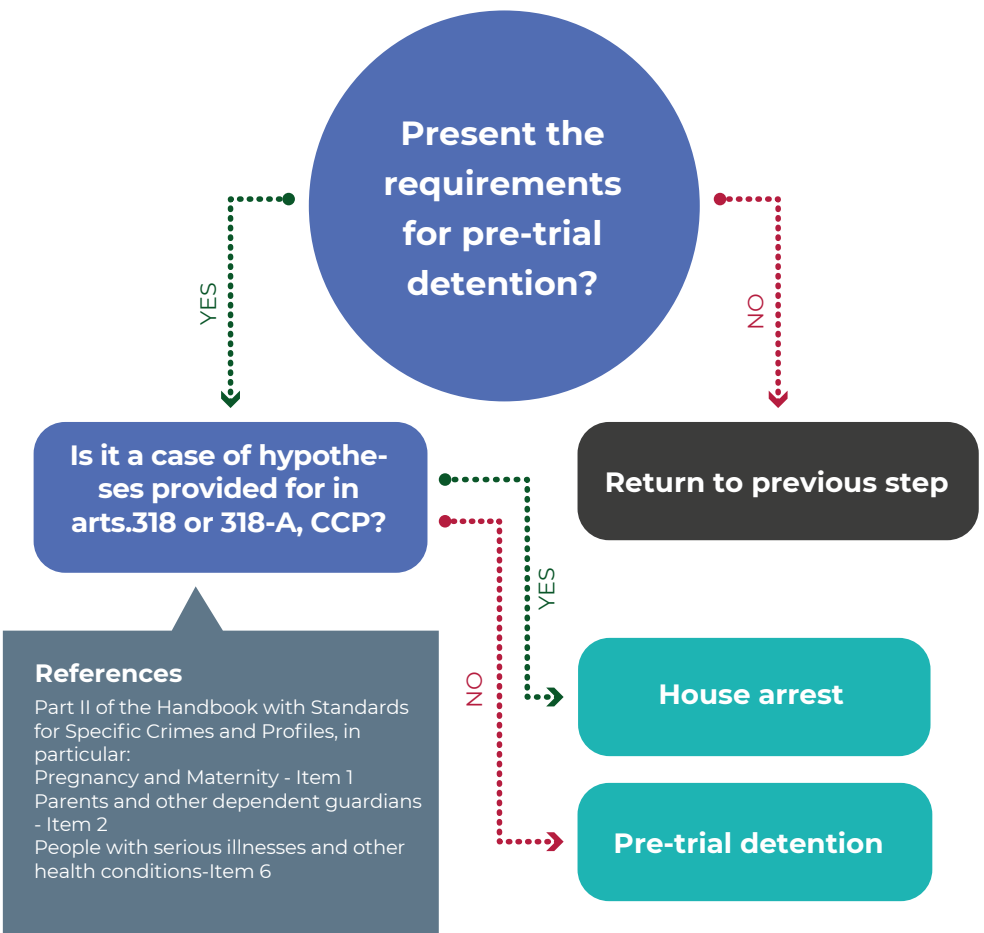 Present the
requirements
for pre-trial
detention?
YES
NO
Is it a case of hypothe-
ses provided for in
arts.318 or 318-A, CCP?
Return to previous step
YES
NO
References
Part II of the Handbook with Standards
for Specific Crimes and Profiles, in
particular:
Pregnancy and Maternity - Item 1
Parents and other dependent guardians
- Item 2
People with serious illnesses and other
health conditions-Item 6
House arrest
Pre-trial detention